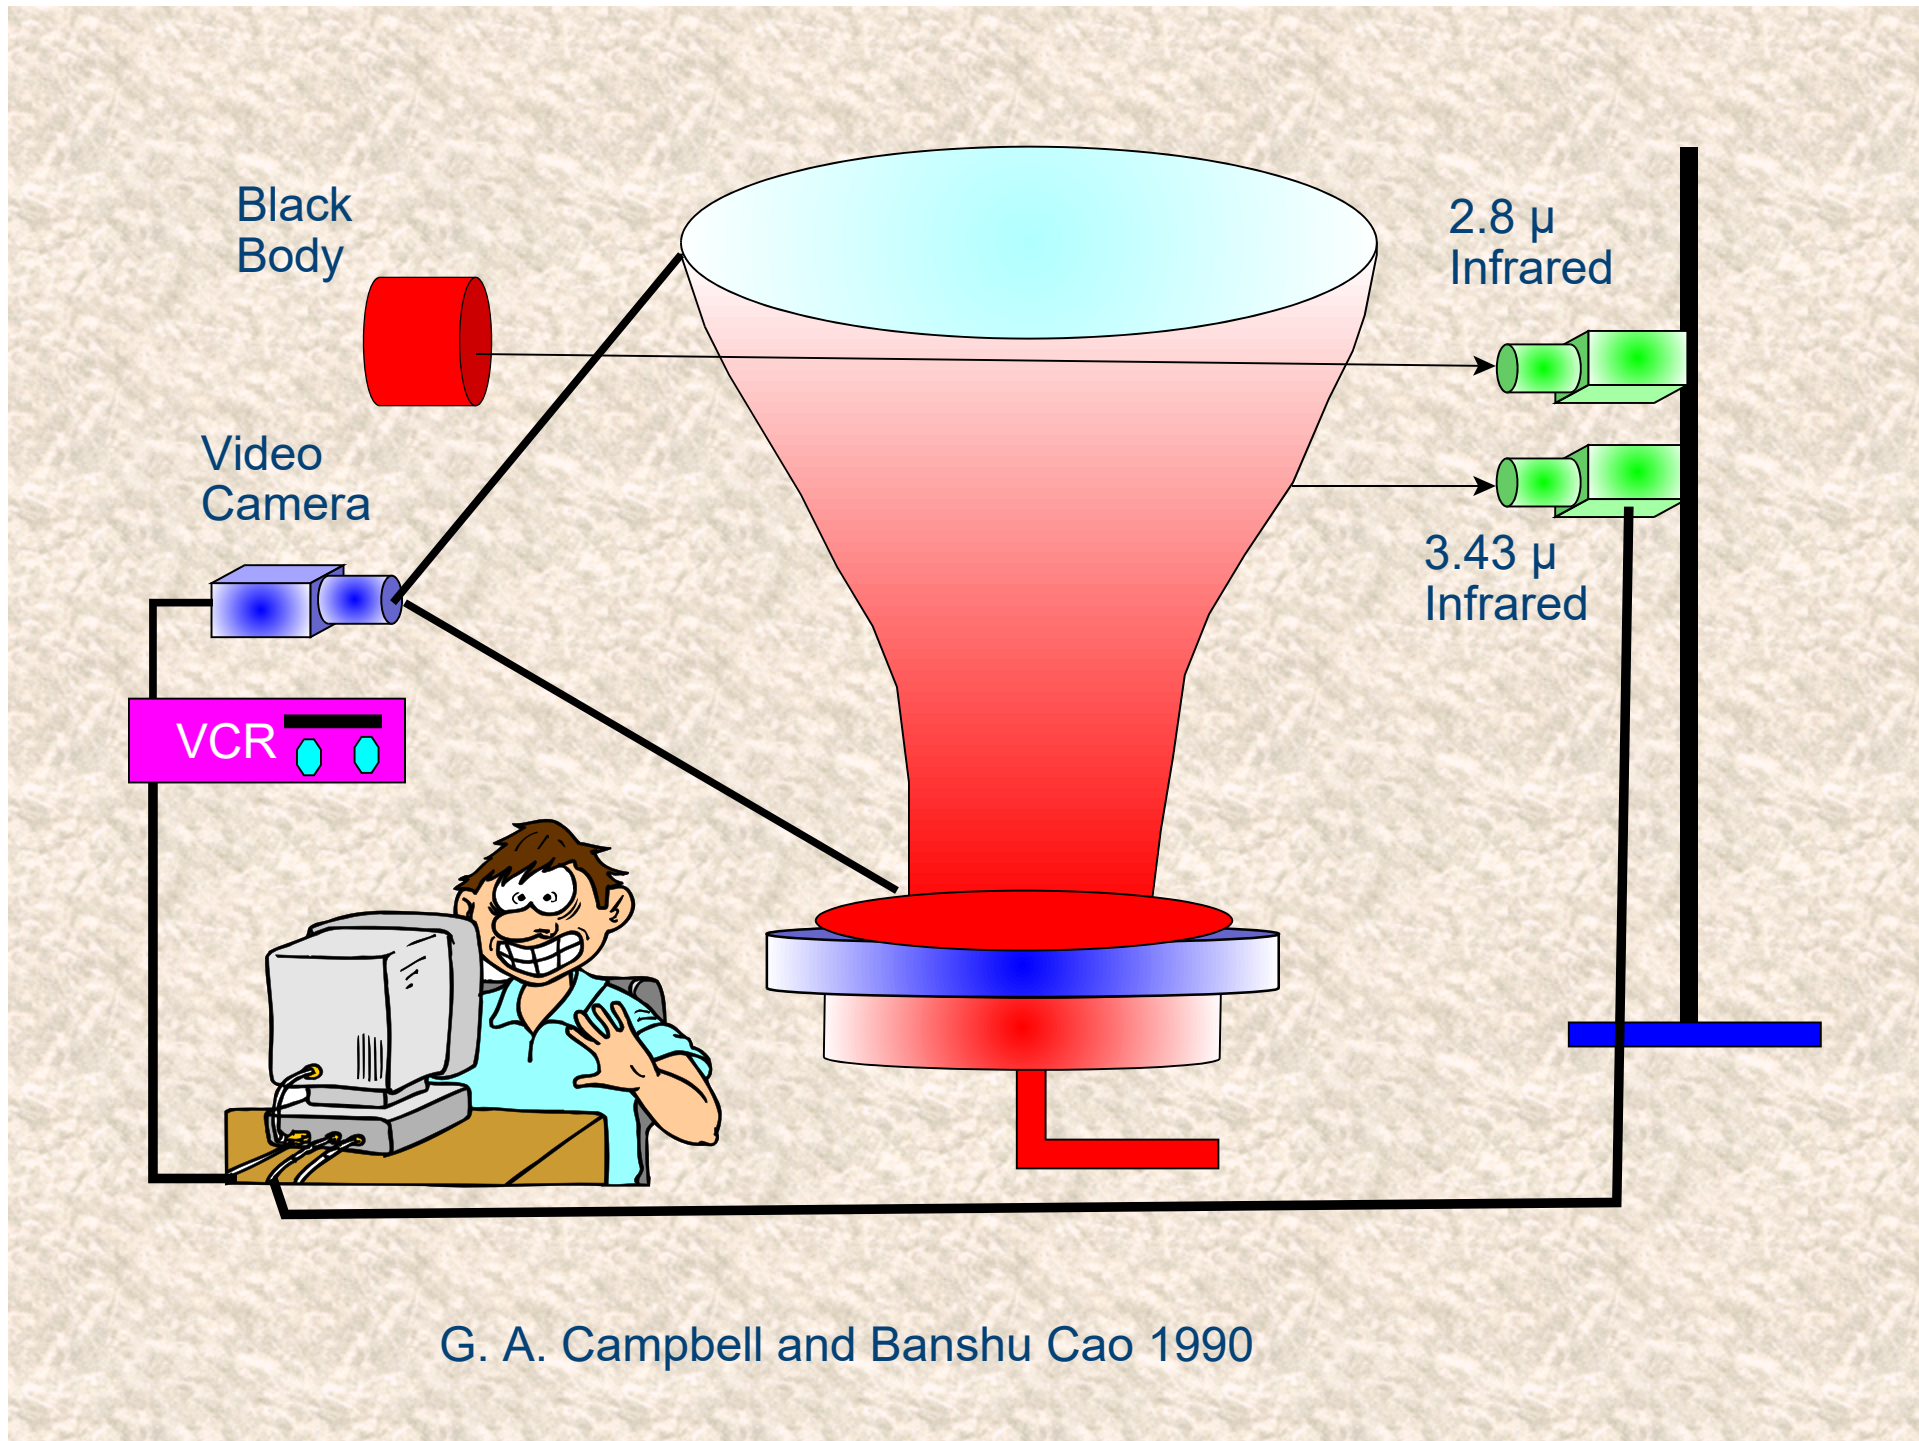 Black
Body
2.8 µ
Infrared
Video
Camera
3.43 µ
Infrared
VCR
G. A. Campbell and Banshu Cao 1990